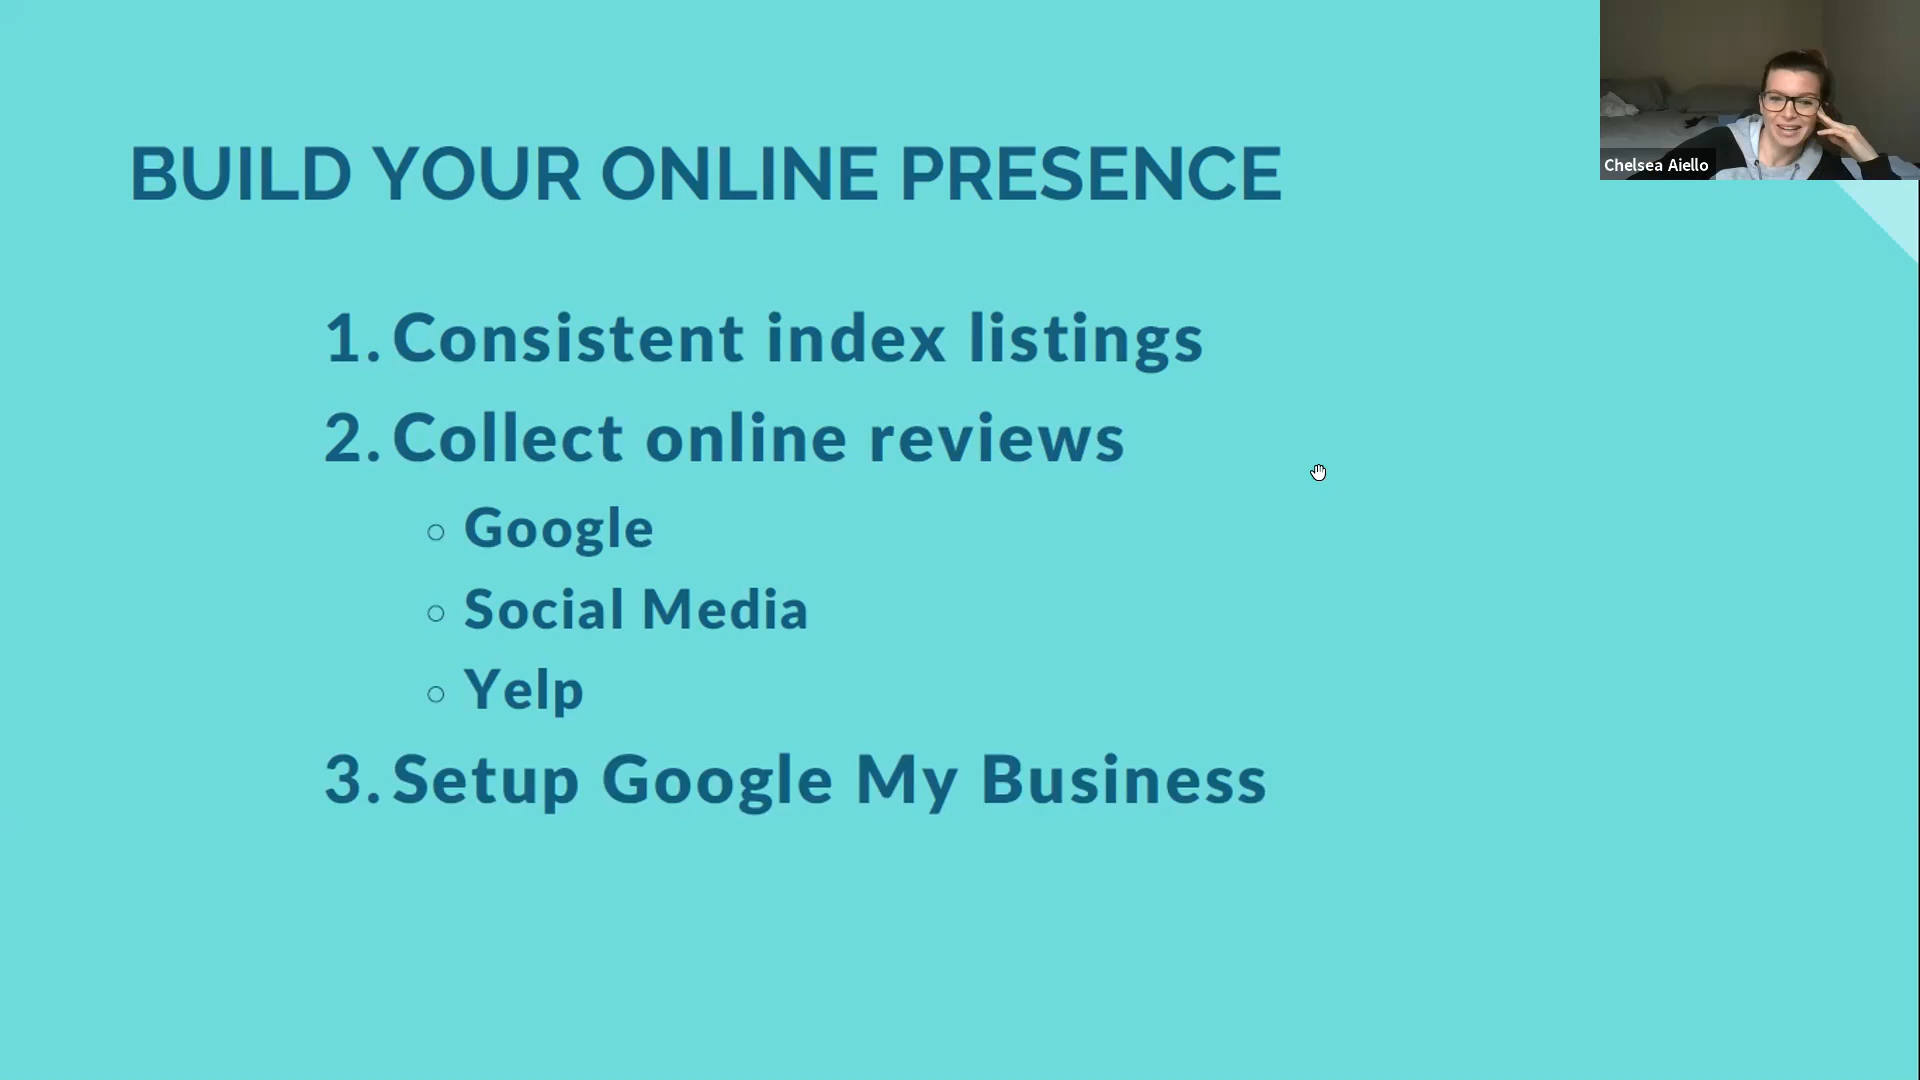 BUILD YOUR ONLINE PRESENCE
Chelsea Aiello
1. Consistent index listings
2. Collect online reviews
Google
Social Media
Yelp
3. Setup Google My Business